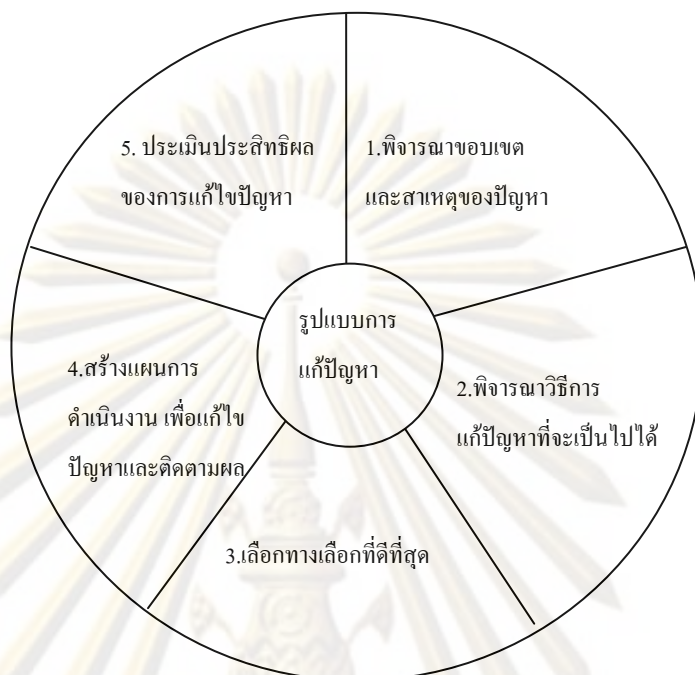 รูปแบบการ
แก้ปัญหา
1.พิจารณาขอบเขต
และสาเหตุของปัญหา
2.พิจารณาวิธีการ
แก้ปัญหาที่จะเป็นไปได้
3.เลือกทางเลือกที่ดีที่สุด
4.สร้างแผนการ
ดำเนินงาน เพื่อแก้ไข
ปัญหาและติดตามผล
5. ประเมินประสิทธิผล
ของการแก้ไขปัญหา